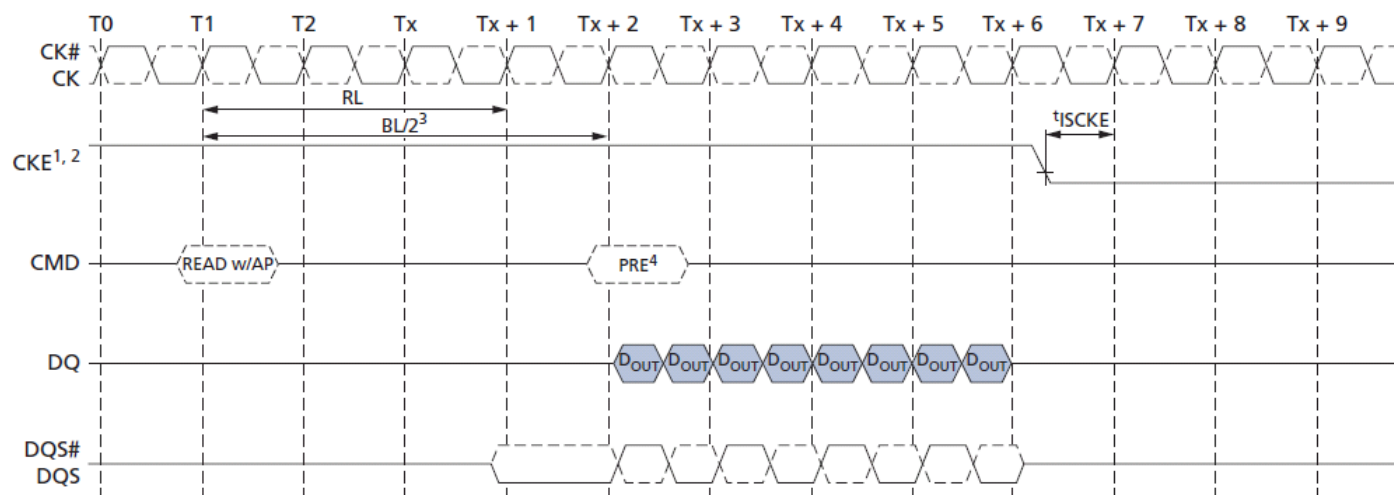 T0 T1 T2 Tx Tx + 1 Tx + 2 Tx + 3 Tx + 4 Tx + 5 Tx + 6 Tx + 7 Tx + 8 Tx + 9
CK#
CK
RL
BL/2³
tISCKE
CKE1, 2
CMD READ w/AP PRE⁴
DQ DOUT DOUT DOUT DOUT DOUT DOUT DOUT DOUT
DQS#
DQS